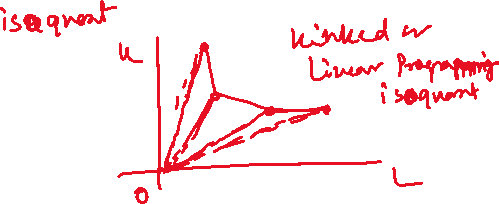 isoquant
K
Kinked or
Linear Programming
isoquant
L
O